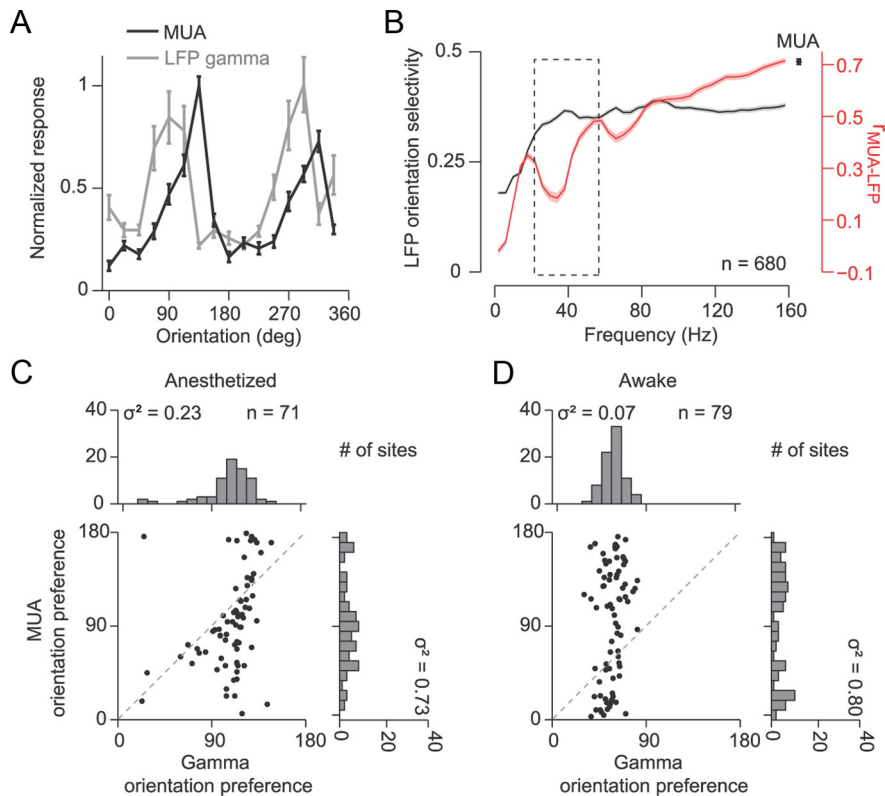 A
MUA
LFP gamma
Normalized response
1
0.5
0
0
90
180
270
360
Orientation (deg)
B
MUA
LFP orientation selectivity
0.5
0.25
0
0.7
0.5
0.3
0.1
−0.1
rMUA-LFP
n = 680
0
40
80
120
160
Frequency (Hz)
C
Anesthetized
40
20
0
σ² = 0.23
n = 71
# of sites
MUA
orientation preference
180
90
0
0
90
180
Gamma
orientation preference
σ² = 0.73
0
20
40
D
Awake
40
20
0
σ² = 0.07
n = 79
# of sites
180
90
0
0
90
180
Gamma
orientation preference
σ² = 0.80
0
20
40